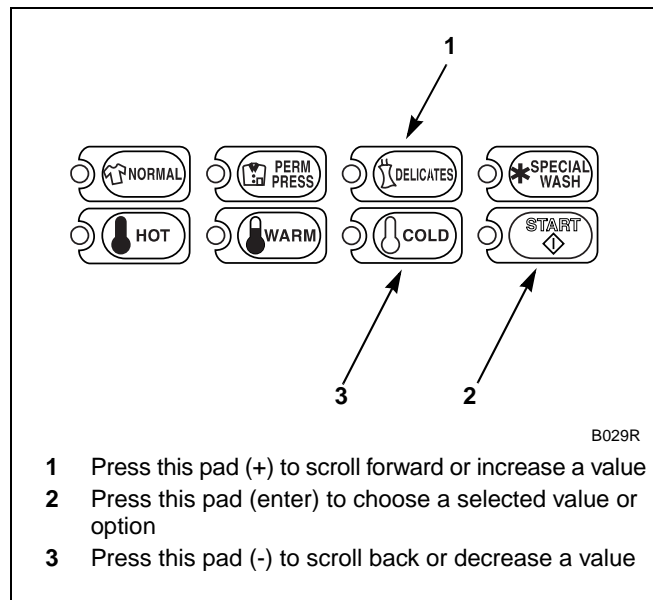 1
NORMAL
PERM
PRESS
DELICATES
SPECIAL
WASH
HOT
WARM
COLD
START
3
2
B029R
1 Press this pad (+) to scroll forward or increase a value
2 Press this pad (enter) to choose a selected value or
option
3 Press this pad (-) to scroll back or decrease a value